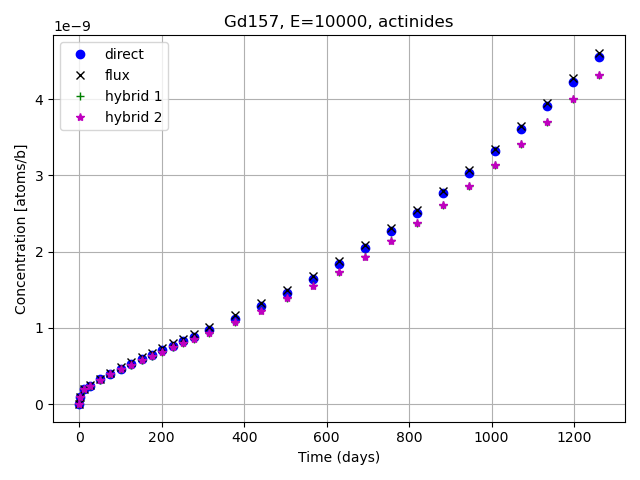 Gd157, E=10000, actinides
1e−9
direct
flux
hybrid 1
hybrid 2
4
3
2
1
0
Concentration [atoms/b]
0 200 400 600 800 1000 1200
Time (days)